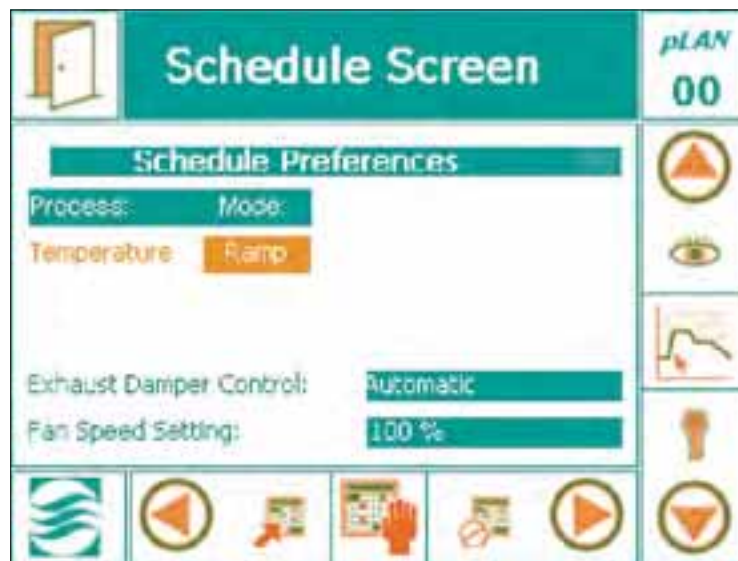 Schedule Screen
pLAN
00
Schedule Preferences
Process: Mode:
Temperature Ramp
Exhaust Damper Control: Automatic
Fan Speed Setting: 100 %